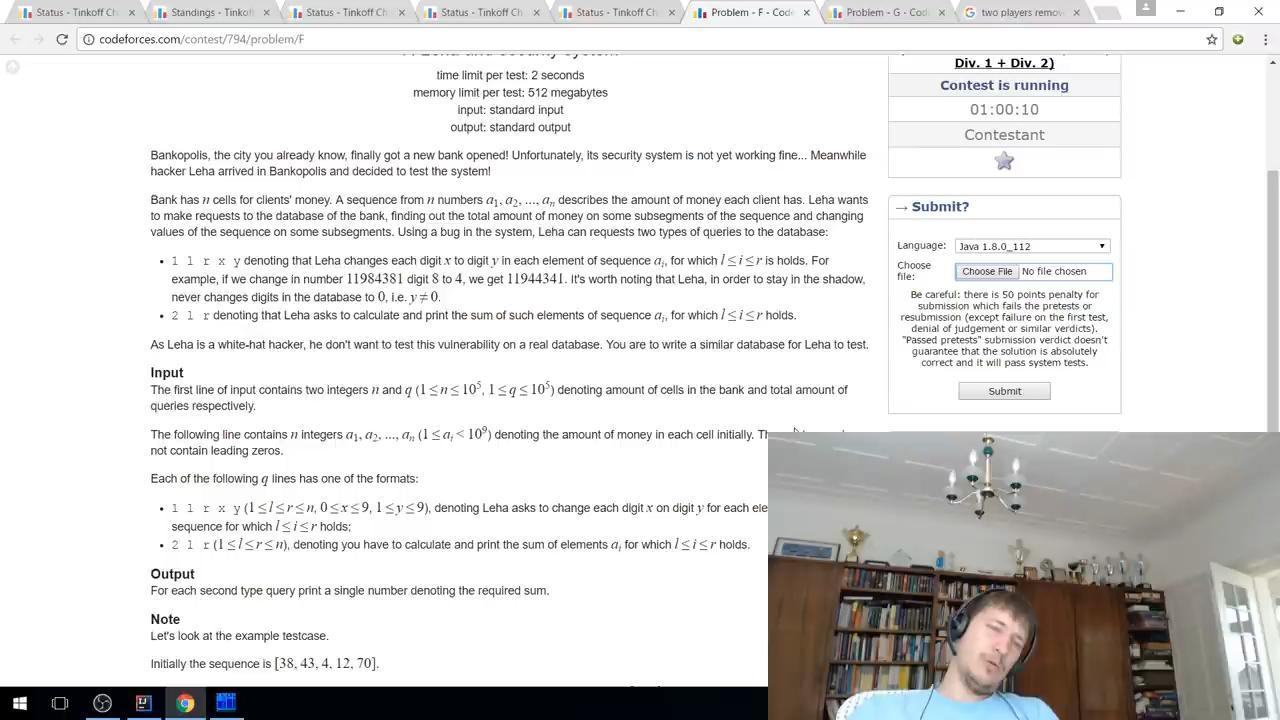 Status - Tinkoff Ch
Standings - Tinkoff
Status - Tinkoff Ch
Status - Tinkoff Ch
Status - Tinkoff Ch
Problem - F - Code
Problem - G - Code
two players remov
codeforces.com/contest/794/problem/F
time limit per test: 2 seconds
memory limit per test: 512 megabytes
input: standard input
output: standard output
Bankopolis, the city you already know, finally got a new bank opened! Unfortunately, its security system is not yet working fine... Meanwhile
hacker Leha arrived in Bankopolis and decided to test the system!
Bank has n cells for clients' money. A sequence from n numbers a1, a2, ..., an describes the amount of money each client has. Leha wants
to make requests to the database of the bank, finding out the total amount of money on some subsegments of the sequence and changing
values of the sequence on some subsegments. Using a bug in the system, Leha can requests two types of queries to the database:
• 1 l r x y denoting that Leha changes each digit x to digit y in each element of sequence ai, for which l ≤ i ≤ r is holds. For
example, if we change in number 11984381 digit 8 to 4, we get 11944341. It's worth noting that Leha, in order to stay in the shadow,
never changes digits in the database to 0, i.e. y ≠ 0.
• 2 l r denoting that Leha asks to calculate and print the sum of such elements of sequence ai, for which l ≤ i ≤ r holds.
As Leha is a white-hat hacker, he don't want to test this vulnerability on a real database. You are to write a similar database for Leha to test.
Input
The first line of input contains two integers n and q (1 ≤ n ≤ 10^5, 1 ≤ q ≤ 10^5) denoting amount of cells in the bank and total amount of
queries respectively.
The following line contains n integers a1, a2, ..., an (1 ≤ ai < 10^9) denoting the amount of money in each cell initially.
not contain leading zeros.
Each of the following q lines has one of the formats:
• 1 l r x y (1 ≤ l ≤ r ≤ n, 0 ≤ x ≤ 9, 1 ≤ y ≤ 9), denoting Leha asks to change each digit x on digit y for each ele
sequence for which l ≤ i ≤ r holds;
• 2 l r (1 ≤ l ≤ r ≤ n), denoting you have to calculate and print the sum of elements ai for which l ≤ i ≤ r holds.
Output
For each second type query print a single number denoting the required sum.
Note
Let's look at the example testcase.
Initially the sequence is [38, 43, 4, 12, 70].
Div. 1 + Div. 2)
Contest is running
01:00:10
Contestant
→ Submit?
Language: Java 1.8.0_112
Choose
file: Choose File No file chosen
Be careful: there is 50 points penalty for
submission which fails the pretests or
resubmission (except failure on the first test,
denial of judgement or similar verdicts).
"Passed pretests" submission verdict doesn't
guarantee that the solution is absolutely
correct and it will pass system tests.
Submit